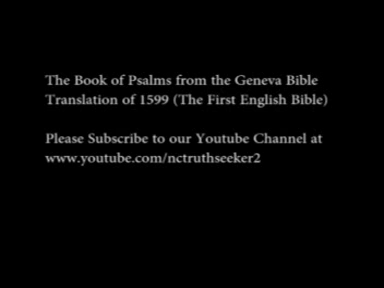 The Book of Psalms from the Geneva Bible
Translation of 1599 (The First English Bible)
Please Subscribe to our Youtube Channel at
www.youtube.com/nctruthseeker2